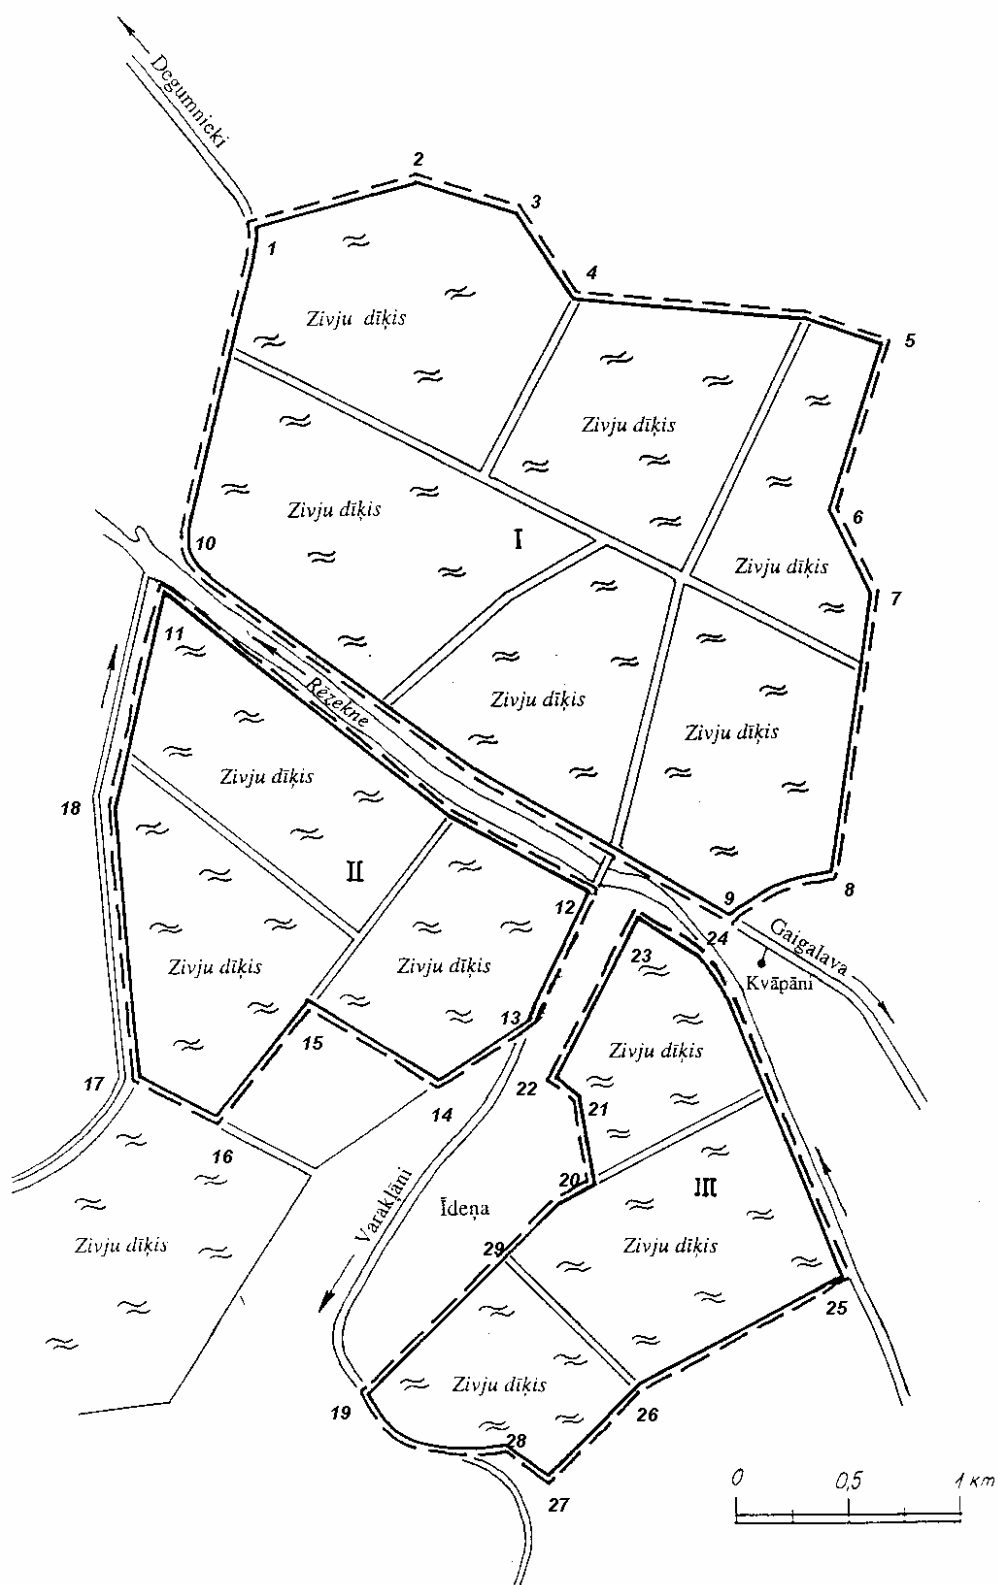 Degumnieki
2
3
1
4
5
Zivju dīķis
Zivju dīķis
Zivju dīķis
6
I
10
Zivju dīķis
7
11
Rēzekne
Zivju dīķis
Zivju dīķis
Zivju dīķis
18
II
9
8
12
24
Gaigalava
23
Kvāpāni
Zivju dīķis
Zivju dīķis
13
15
Zivju dīķis
17
22
21
14
16
20
III
Varakļāni
Īdeņa
Zivju dīķis
29
Zivju dīķis
25
Zivju dīķis
19
26
28
27
0 0,5 1 km